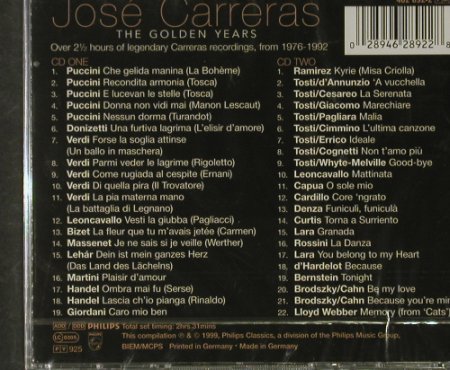 José Carreras
THE GOLDEN YEARS
Over 2½ hours of legendary Carreras recordings, from 1976-1992
CD ONE
1. Puccini Che gelida manina (La Bohème)
2. Puccini Recondita armonia (Tosca)
3. Puccini E lucevan le stelle (Tosca)
4. Puccini Donna non vidi mai (Manon Lescaut)
5. Puccini Nessun dorma (Turandot)
6. Donizetti Una furtiva lagrima (L'elisir d'amore)
7. Verdi Forse la soglia attinse
(Un ballo in maschera)
8. Verdi Parmi veder le lagrime (Rigoletto)
9. Verdi Come rugiada al cespite (Ernani)
10. Verdi Di quella pira (Il Trovatore)
11. Verdi La pia materna mano
(La battaglia di Legnano)
12. Leoncavallo Vesti la giubba (Pagliacci)
13. Bizet La fleur que tu m'avais jetée (Carmen)
14. Massenet Je ne sais si je veille (Werther)
15. Lehár Dein ist mein ganzes Herz
(Das Land des Lächelns)
16. Martini Plaisir d'amour
17. Handel Ombra mai fu (Serse)
18. Handel Lascia ch'io pianga (Rinaldo)
19. Giordani Caro mio ben
CD TWO
1. Ramirez Kyrie (Misa Criolla)
2. Tosti/d'Annunzio 'A vucchella
3. Tosti/Cesareo La Serenata
4. Tosti/Giacomo Marechiare
5. Tosti/Pagliara Malia
6. Tosti/Cimmino L'ultima canzone
7. Tosti/Errico Ideale
8. Tosti/Cognetti Non t'amo più
9. Tosti/Whyte-Melville Good-bye
10. Leoncavallo Mattinata
11. Capua O sole mio
12. Cardillo Core 'ngrato
13. Denza Funiculì, funiculà
14. Curtis Torna a Surriento
15. Lara Granada
16. Rossini La Danza
17. Lara You belong to my Heart
18. d'Hardelot Because
19. Bernstein Tonight
20. Brodszky/Cahn Be my love
21. Brodszky/Cahn Because you're mine
22. Lloyd Webber Memory (from 'Cats')
0 28946 28922 8
ADD/DDD PHILIPS Total set timing: 2hrs.31mins
LC 0305 This compilation ℗ & © 1999, Philips Classics, a division of the Philips Music Group,
PY 925 BIEM/MCPS Printed in Germany • Made in Germany